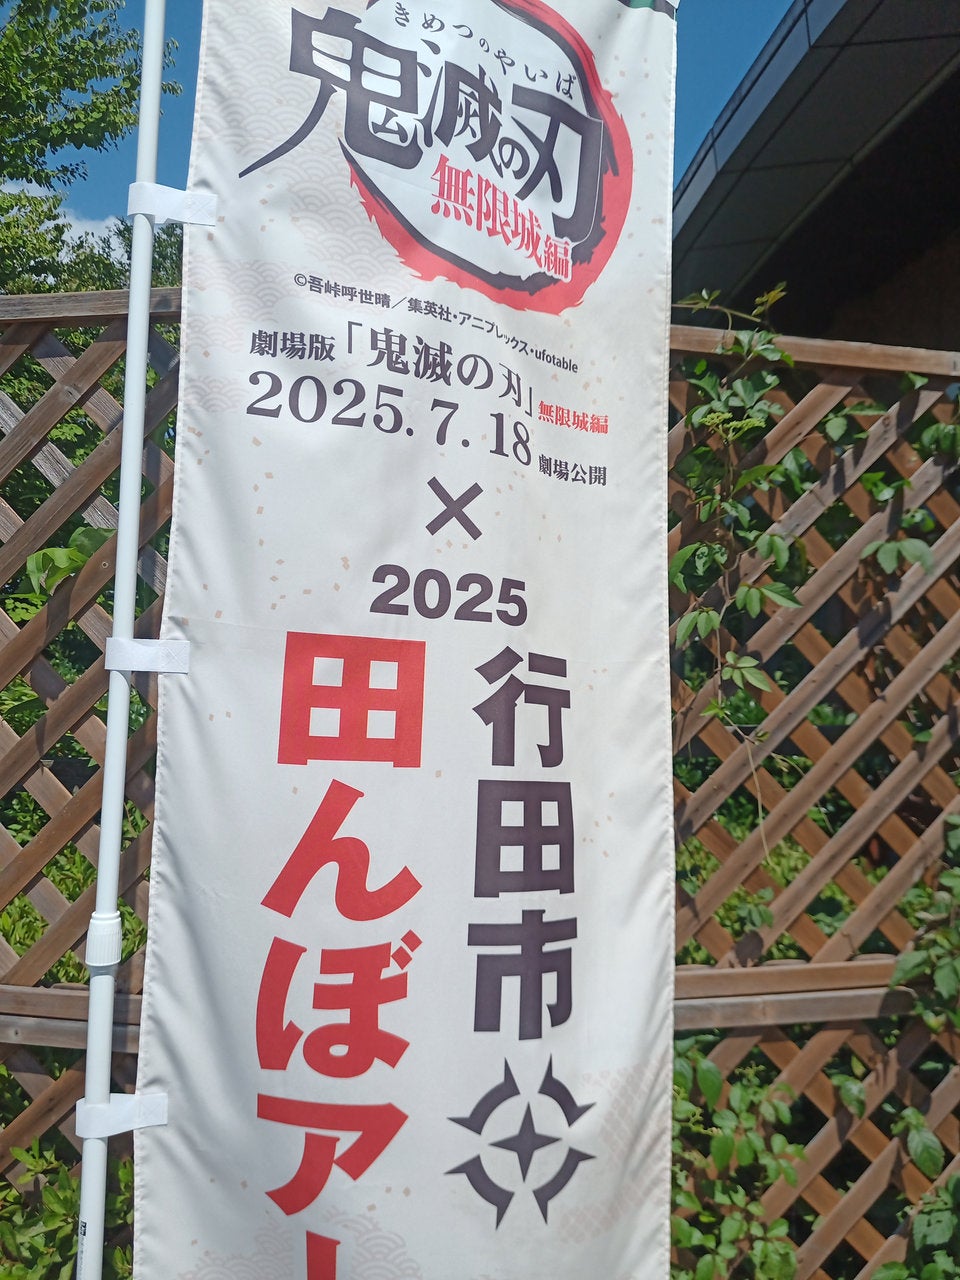 きめつのやいば
鬼滅の刃
無限城編
©吾峠呼世晴／集英社・アニプレックス・ufotable
劇場版「鬼滅の刃」無限城編
2025.7.18 劇場公開
×
2025
行田市
田んぼアー